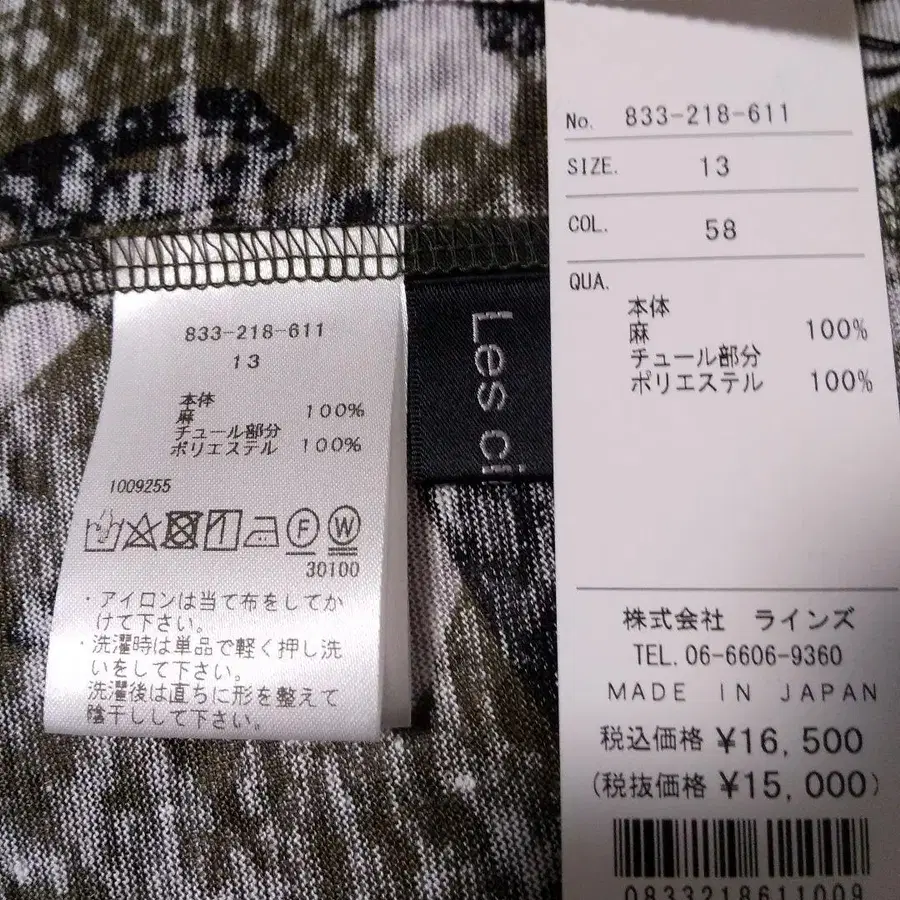 833-218-611
13
本体
麻 100%
チュール部分
ポリエステル 100%
1009255
F W
30100
・アイロンは当て布をしてか
けて下さい。
・洗濯時は単品で軽く押し洗
いをして下さい。
洗濯後は直ちに形を整えて
陰干しして下さい。
Les ci
No. 833-218-611
SIZE. 13
COL. 58
QUA.
本体
麻 100%
チュール部分
ポリエステル 100%
株式会社 ラインズ
TEL.06-6606-9360
MADE IN JAPAN
税込価格 ¥16,500
(税抜価格 ¥15,000)
0833218611009